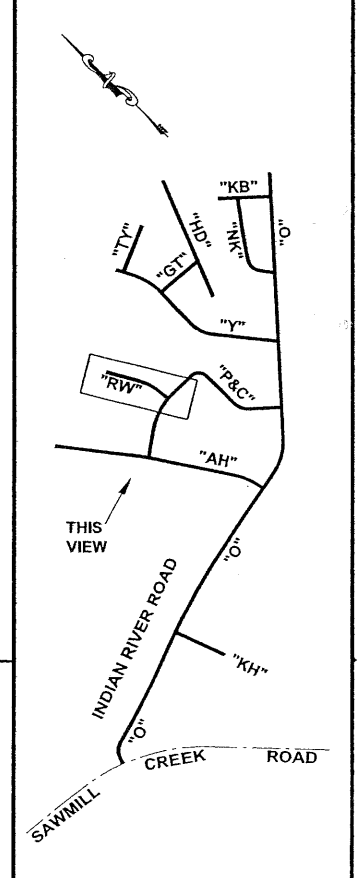 "KB"
"O"
"HD"
"NK"
"TY"
"GT"
"Y"
"P&C"
"RW"
"AH"
THIS
VIEW
"O"
INDIAN RIVER ROAD
"KH"
"O"
SAWMILL CREEK ROAD